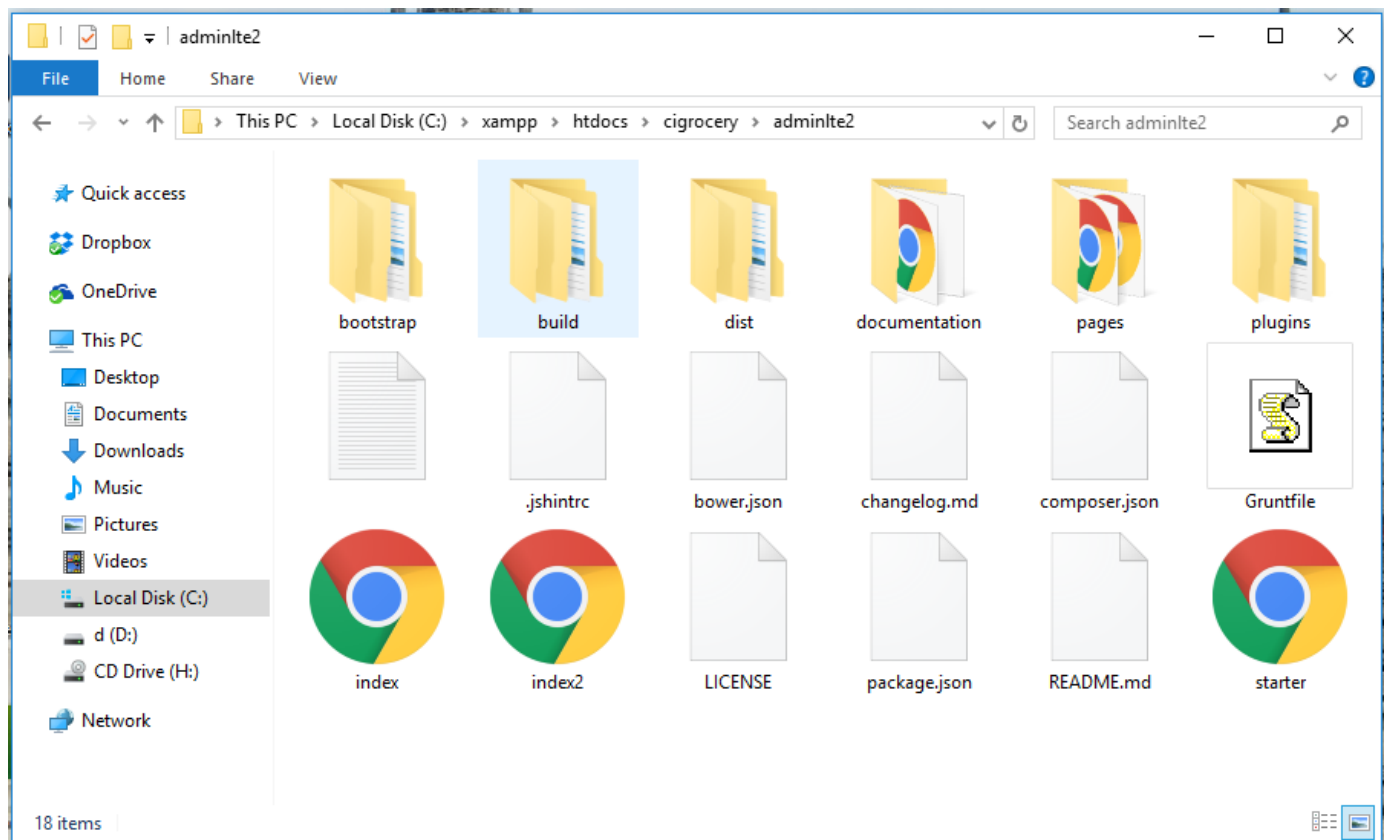 adminlte2
File Home Share View
This PC Local Disk (C:) xampp htdocs cigrocery adminlte2 Search adminlte2
Quick access
Dropbox
OneDrive
This PC
Desktop
Documents
Downloads
Music
Pictures
Videos
Local Disk (C:)
d (D:)
CD Drive (H:)
Network
bootstrap build dist documentation pages plugins
.jshintrc bower.json changelog.md composer.json Gruntfile
index index2 LICENSE package.json README.md starter
18 items